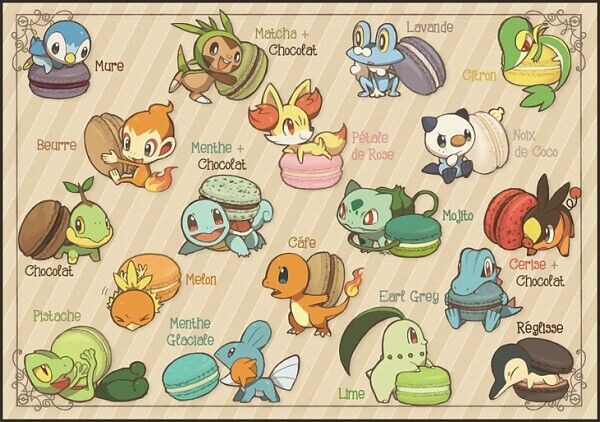 Mure
Matcha +
Chocolat
Lavande
Citron
Beurre
Menthe +
Chocolat
Pétale
de Rose
Noix
de Coco
Chocolat
Mojito
Cerise +
Chocolat
Melon
Cáfe
Earl Grey
Pistache
Menthe
Glaciale
Lime
Réglisse